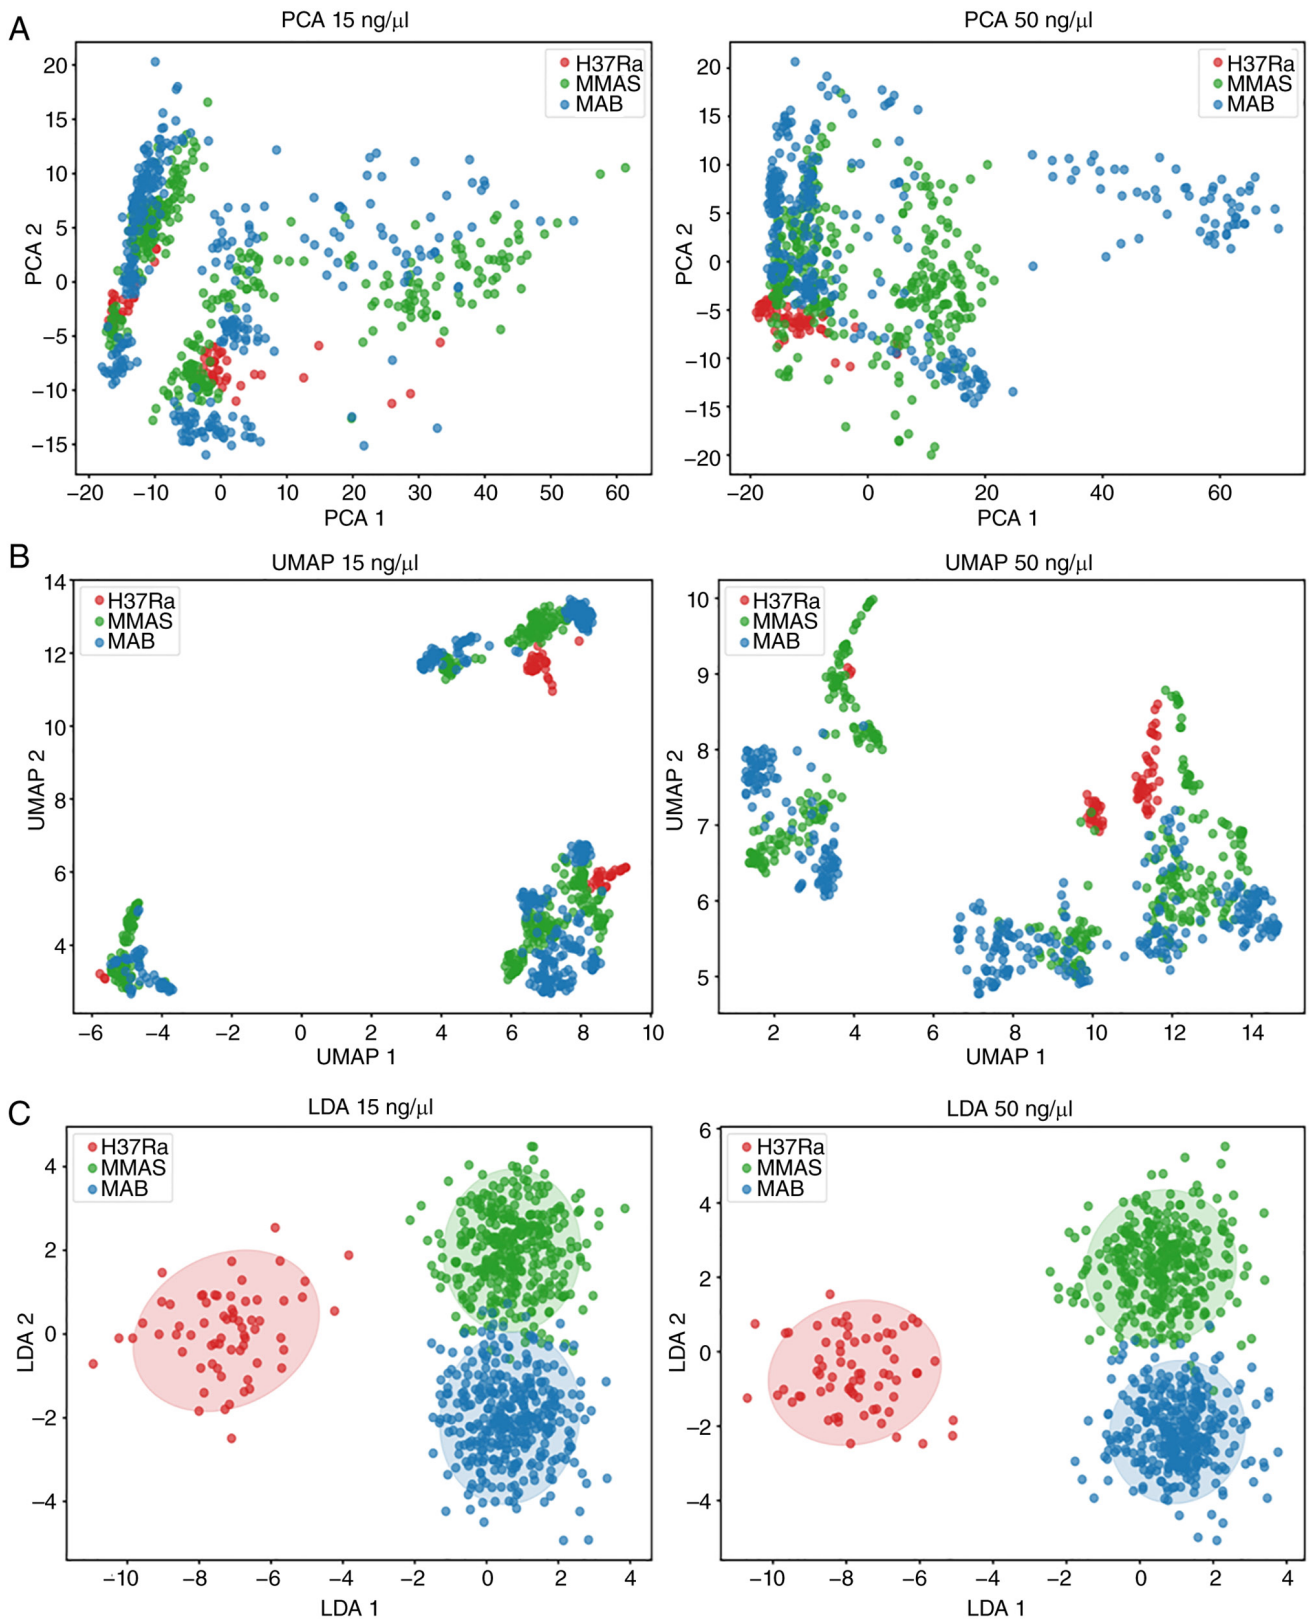 A
PCA 15 ng/µl
PCA 50 ng/µl
H37Ra
MMAS
MAB
H37Ra
MMAS
MAB
20
15
10
5
0
−5
−10
−15
PCA 2
−20 −10 0 10 20 30 40 50 60
PCA 1
20
15
10
5
0
−5
−10
−15
−20
PCA 2
−20 0 20 40 60
PCA 1
B
UMAP 15 ng/µl
UMAP 50 ng/µl
H37Ra
MMAS
MAB
H37Ra
MMAS
MAB
14
12
10
8
6
4
UMAP 2
−6 −4 −2 0 2 4 6 8 10
UMAP 1
10
9
8
7
6
5
UMAP 2
2 4 6 8 10 12 14
UMAP 1
C
LDA 15 ng/µl
LDA 50 ng/µl
H37Ra
MMAS
MAB
H37Ra
MMAS
MAB
4
2
0
−2
−4
LDA 2
−10 −8 −6 −4 −2 0 2 4
LDA 1
6
4
2
0
−2
−4
LDA 2
−10 −8 −6 −4 −2 0 2 4
LDA 1